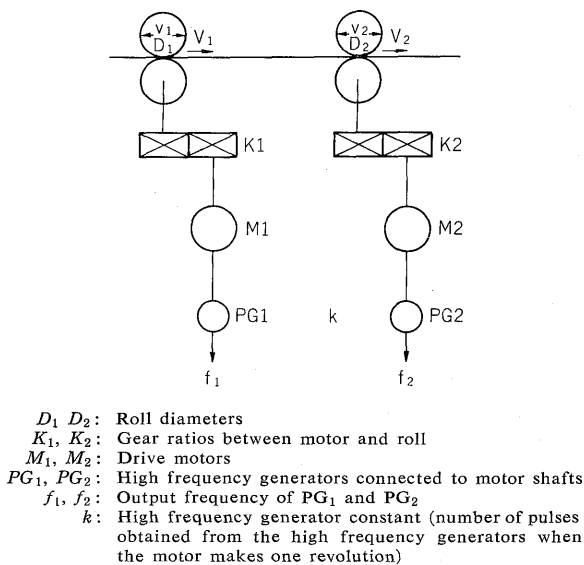 v₁ v₂
D₁ V₁ D₂ V₂
K1 K2
M1 M2
PG1 k PG2
f₁ f₂
D₁ D₂: Roll diameters
K₁, K₂: Gear ratios between motor and roll
M₁, M₂: Drive motors
PG₁, PG₂: High frequency generators connected to motor shafts
f₁, f₂: Output frequency of PG₁ and PG₂
k: High frequency generator constant (number of pulses
obtained from the high frequency generators when
the motor makes one revolution)